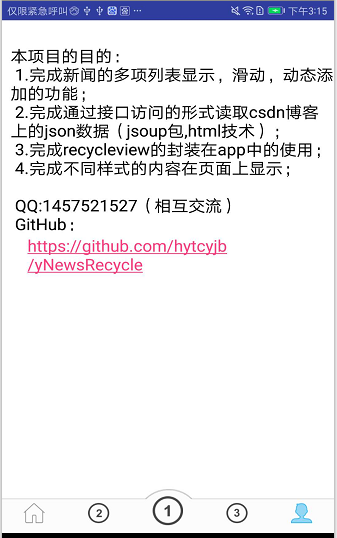 仅限紧急呼叫 下午3:15
本项目的目的：
1.完成新闻的多项列表显示，滑动，动态添
加的功能；
2.完成通过接口访问的形式读取csdn博客
上的json数据（jsoup包,html技术）；
3.完成recycleview的封装在app中的使用；
4.完成不同样式的内容在页面上显示；
QQ:1457521527（相互交流）
GitHub：
https://github.com/hytcyjb
/yNewsRecycle
2 1 3